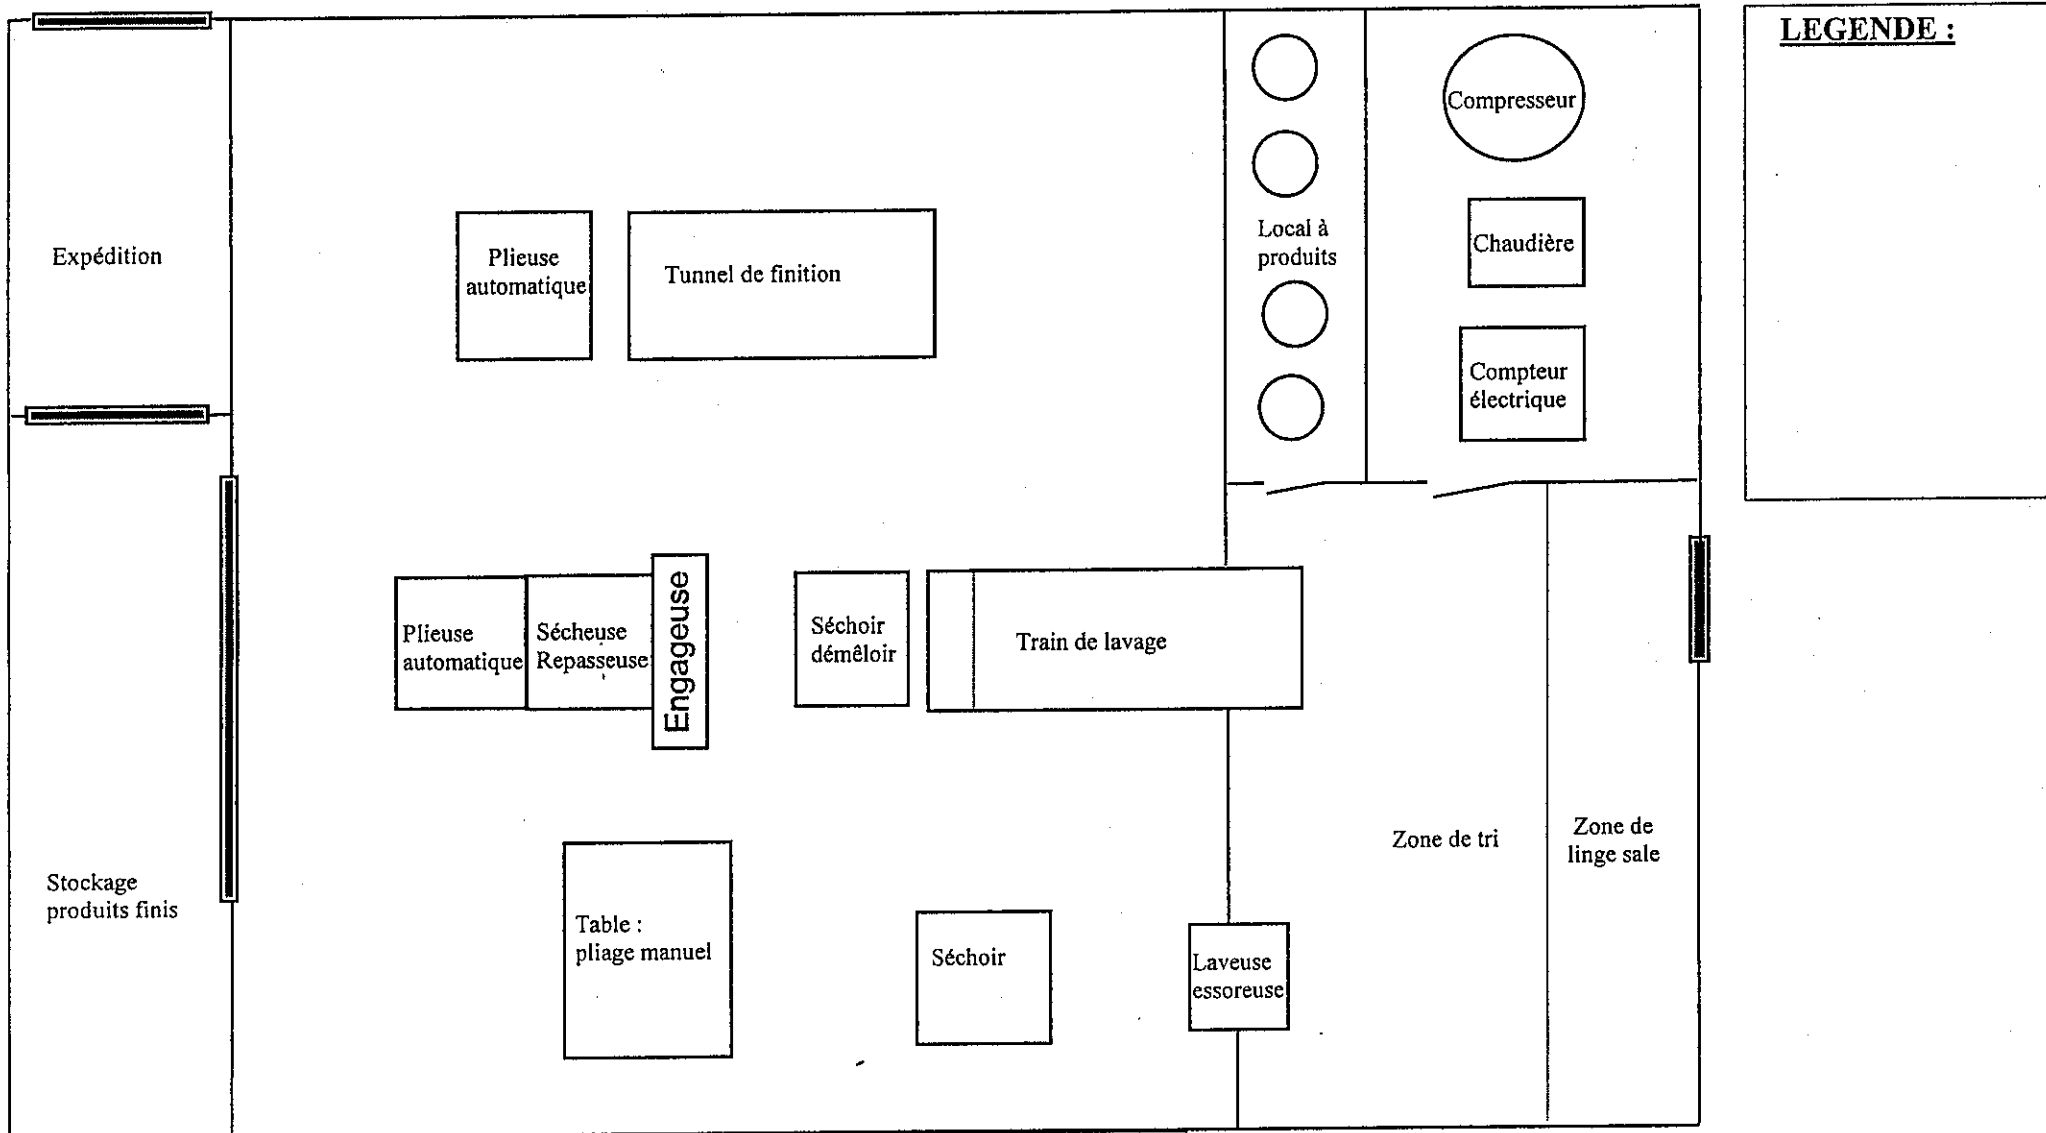 LEGENDE :
Compresseur
Local à
produits
Chaudière
Expédition
Plieuse
automatique
Tunnel de finition
Compteur
électrique
Plieuse
automatique
Sécheuse
Repasseuse
Engageuse
Séchoir
démêloir
Train de lavage
Zone de tri
Zone de
linge sale
Stockage
produits finis
Table :
pliage manuel
Séchoir
Laveuse
essoreuse